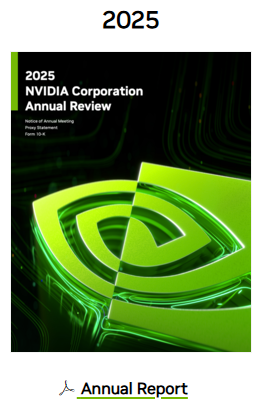 2025
2025
NVIDIA Corporation
Annual Review
Notice of Annual Meeting
Proxy Statement
Form 10-K
Annual Report